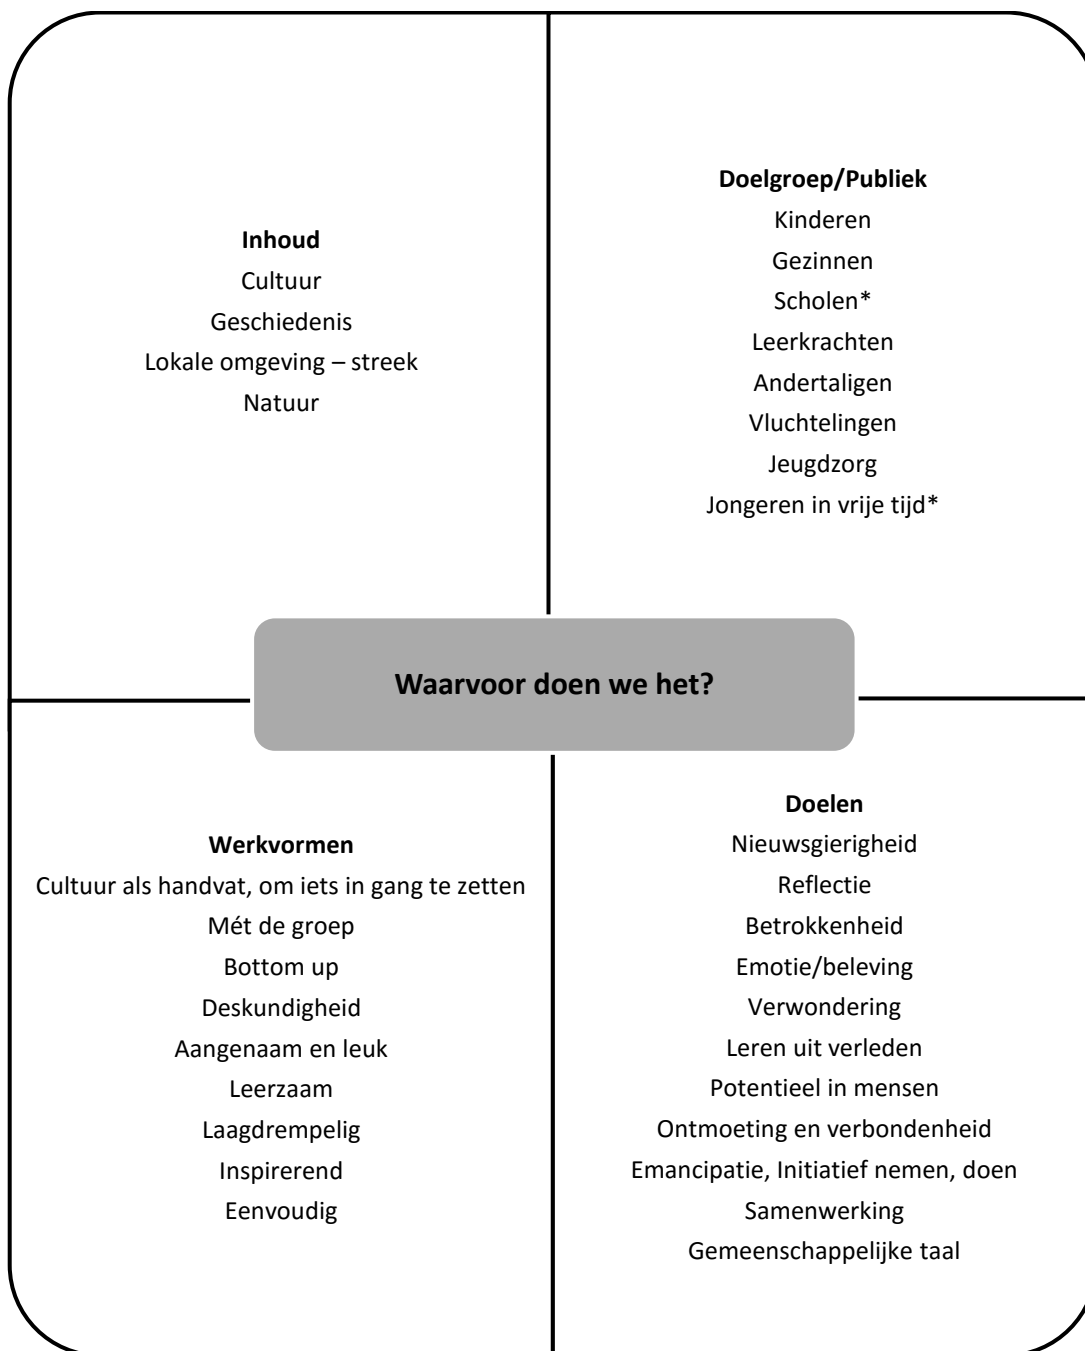 Inhoud
Cultuur
Geschiedenis
Lokale omgeving – streek
Natuur
Doelgroep/Publiek
Kinderen
Gezinnen
Scholen*
Leerkrachten
Andertaligen
Vluchtelingen
Jeugdzorg
Jongeren in vrije tijd*
Waarvoor doen we het?
Werkvormen
Cultuur als handvat, om iets in gang te zetten
Mét de groep
Bottom up
Deskundigheid
Aangenaam en leuk
Leerzaam
Laagdrempelig
Inspirerend
Eenvoudig
Doelen
Nieuwsgierigheid
Reflectie
Betrokkenheid
Emotie/beleving
Verwondering
Leren uit verleden
Potentieel in mensen
Ontmoeting en verbondenheid
Emancipatie, Initiatief nemen, doen
Samenwerking
Gemeenschappelijke taal